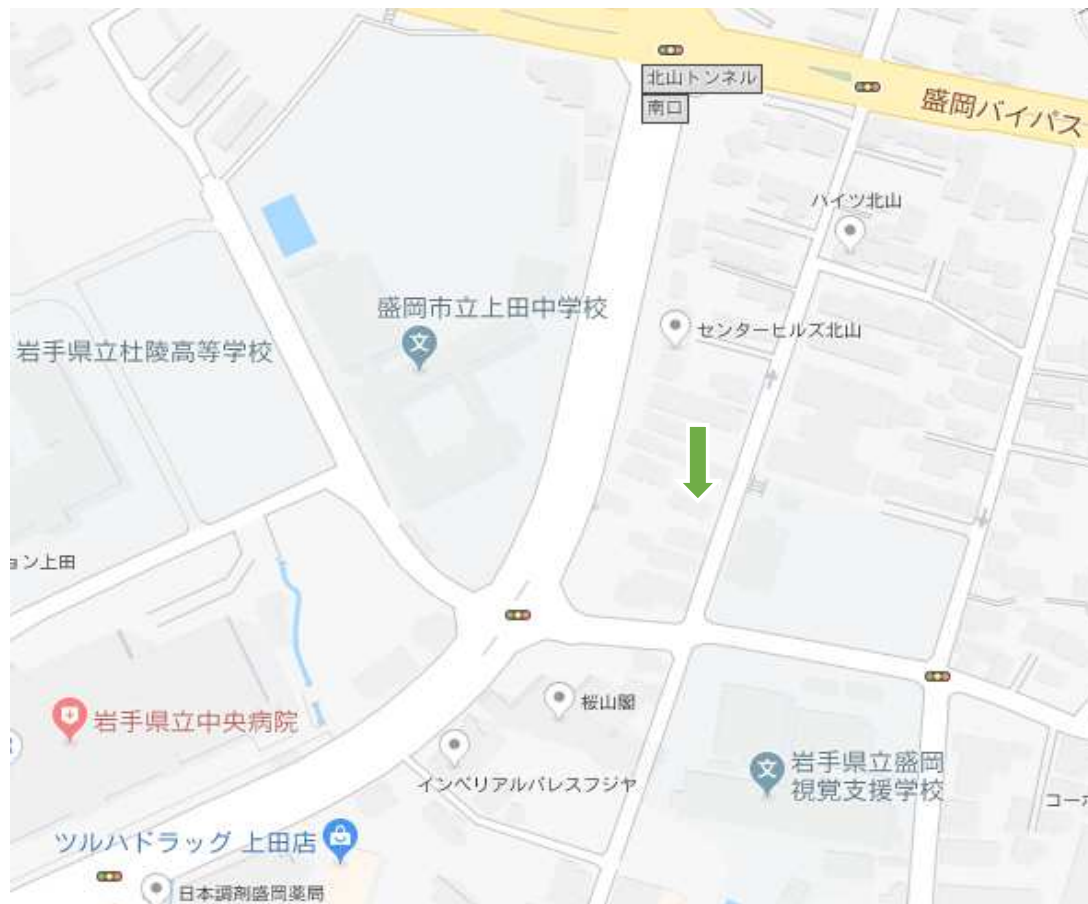 北山トンネル
南口
盛岡バイパス
ハイツ北山
盛岡市立上田中学校
センターヒルズ北山
岩手県立杜陵高等学校
文
ョン上田
桜山閣
岩手県立中央病院
岩手県立盛岡
視覚支援学校
文
インペリアルパレスフジヤ
コーポ
ツルハドラッグ 上田店
日本調剤盛岡薬局